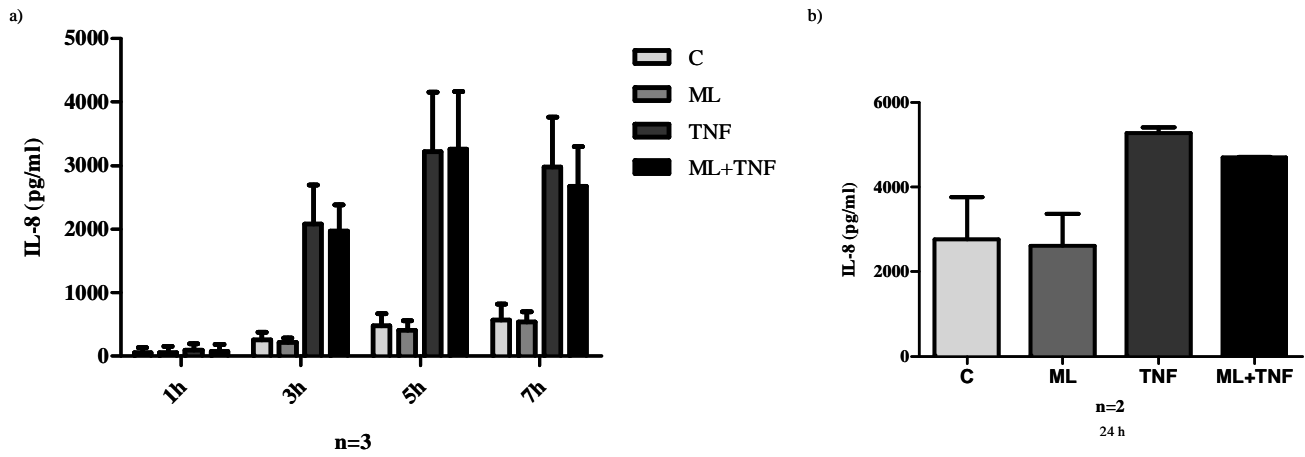 a)
5000
4000
3000
2000
1000
0
IL-8 (pg/ml)
1h
3h
5h
7h
n=3
C
ML
TNF
ML+TNF
b)
6000
4000
2000
0
IL-8 (pg/ml)
C
ML
TNF
ML+TNF
n=2
24 h